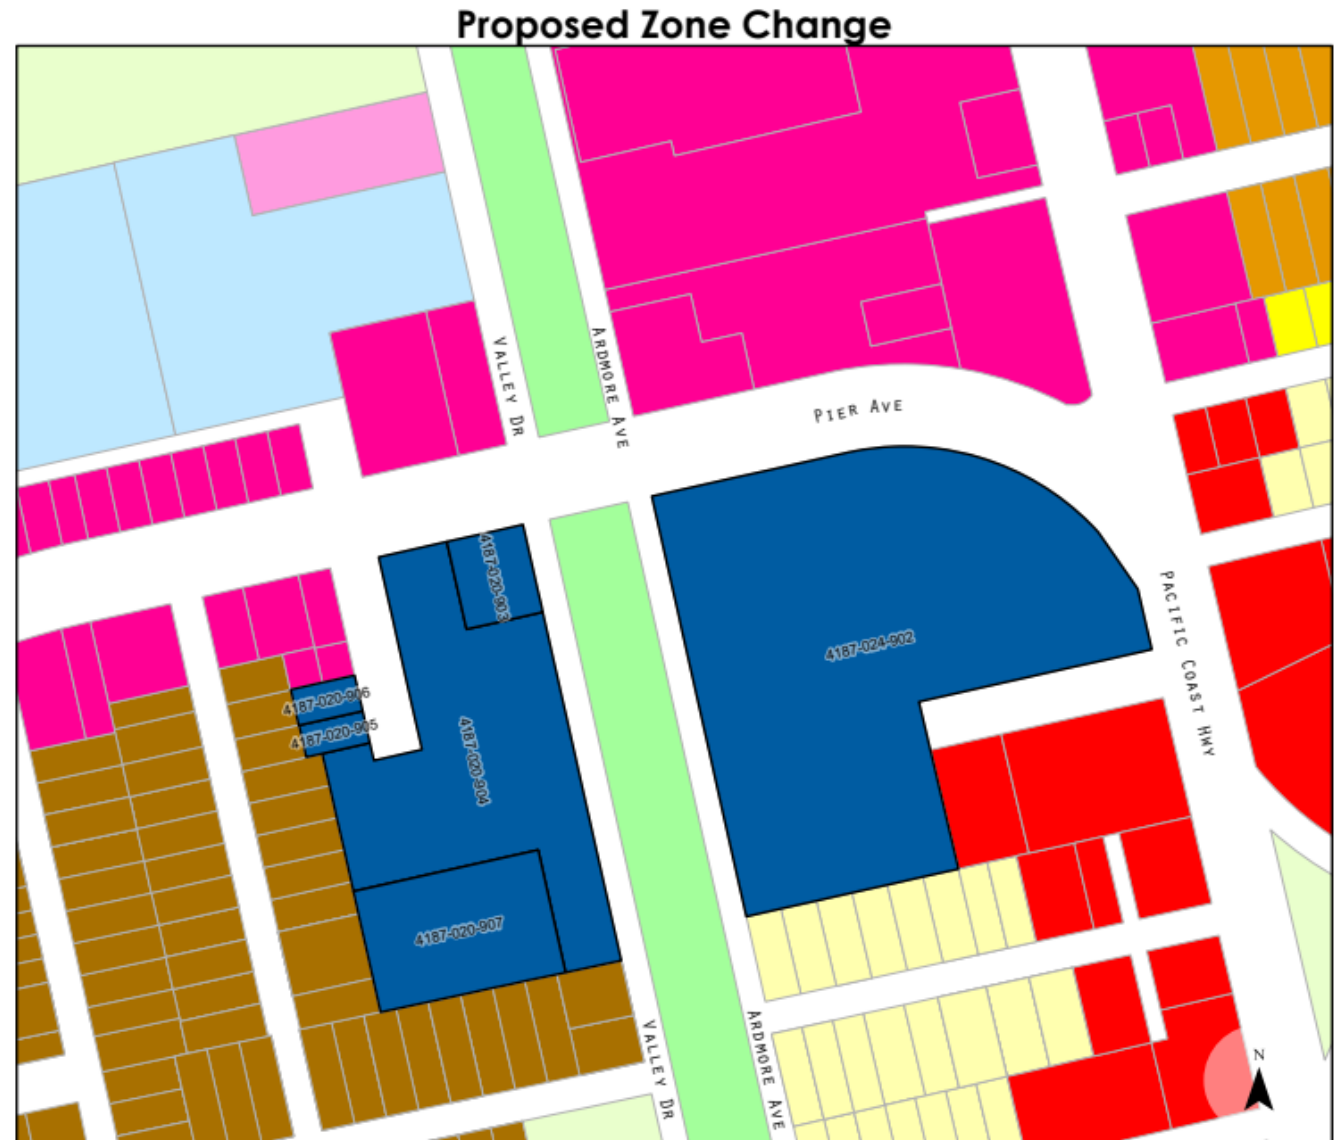 Proposed Zone Change
VALLEY DR
ARDMORE AVE
PIER AVE
4187-020-903
4187-024-902
PACIFIC COAST HWY
4187-020-906
4187-020-905
4187-020-904
4187-020-907
VALLEY DR
ARDMORE AVE
N